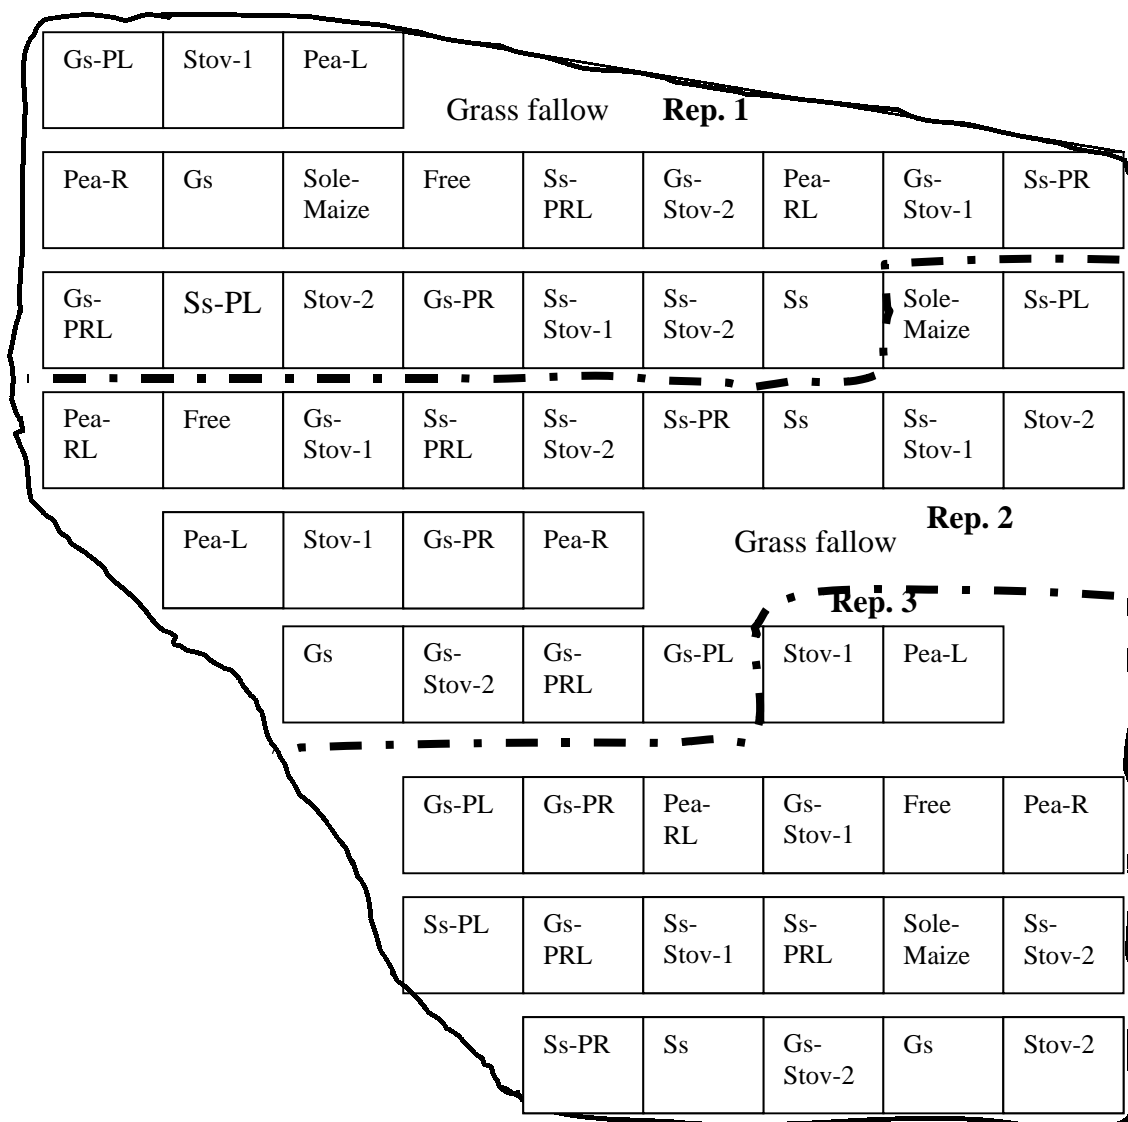 Gs-PL Stov-1 Pea-L
Grass fallow Rep. 1
Pea-R Gs Sole- Free Ss- Gs- Pea- Gs- Ss-PR
Maize PRL Stov-2 RL Stov-1
Gs- Ss-PL Stov-2 Gs-PR Ss- Ss- Ss Sole- Ss-PL
PRL Stov-1 Stov-2 Maize
Pea- Free Gs- Ss- Ss- Ss-PR Ss Ss- Stov-2
RL Stov-1 PRL Stov-2 Stov-1
Rep. 2
Pea-L Stov-1 Gs-PR Pea-R Grass fallow
Rep. 3
Gs Gs- Gs- Gs-PL Stov-1 Pea-L
Stov-2 PRL
Gs-PL Gs-PR Pea- Gs- Free Pea-R
RL Stov-1
Ss-PL Gs- Ss- Ss- Sole- Ss-
PRL Stov-1 PRL Maize Stov-2
Ss-PR Ss Gs- Gs Stov-2
Stov-2